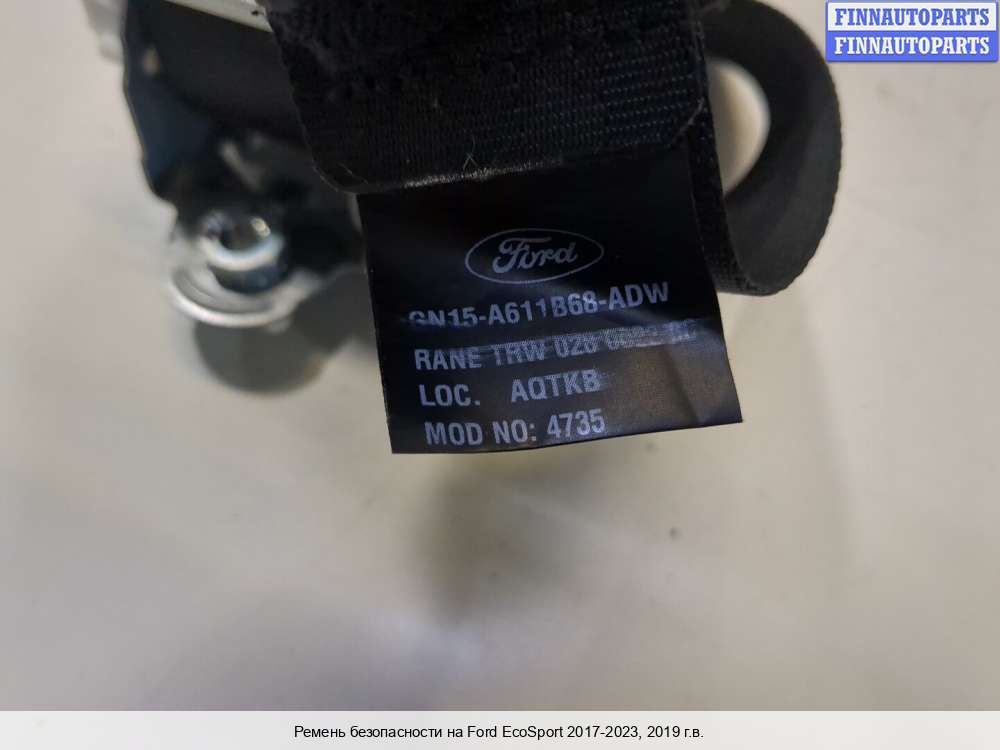 FINNAUTOPARTS
FINNAUTOPARTS
Ford
GN15-A611B68-ADW
RANE TRW 020
LOC. AQTKB
MOD NO: 4735
Ремень безопасности на Ford EcoSport 2017-2023, 2019 г.в.